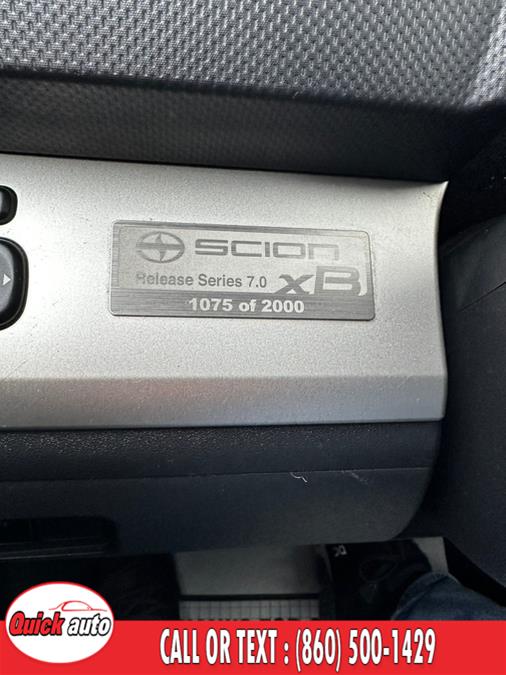 SCION
Release Series 7.0 xB
1075 of 2000
Quick auto
CALL OR TEXT : (860) 500-1429